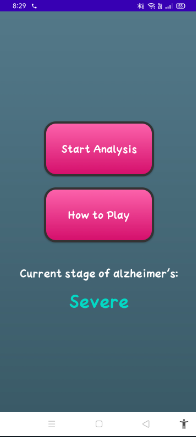 8:29
Start Analysis
How to Play
Current stage of alzheimer's:
Severe